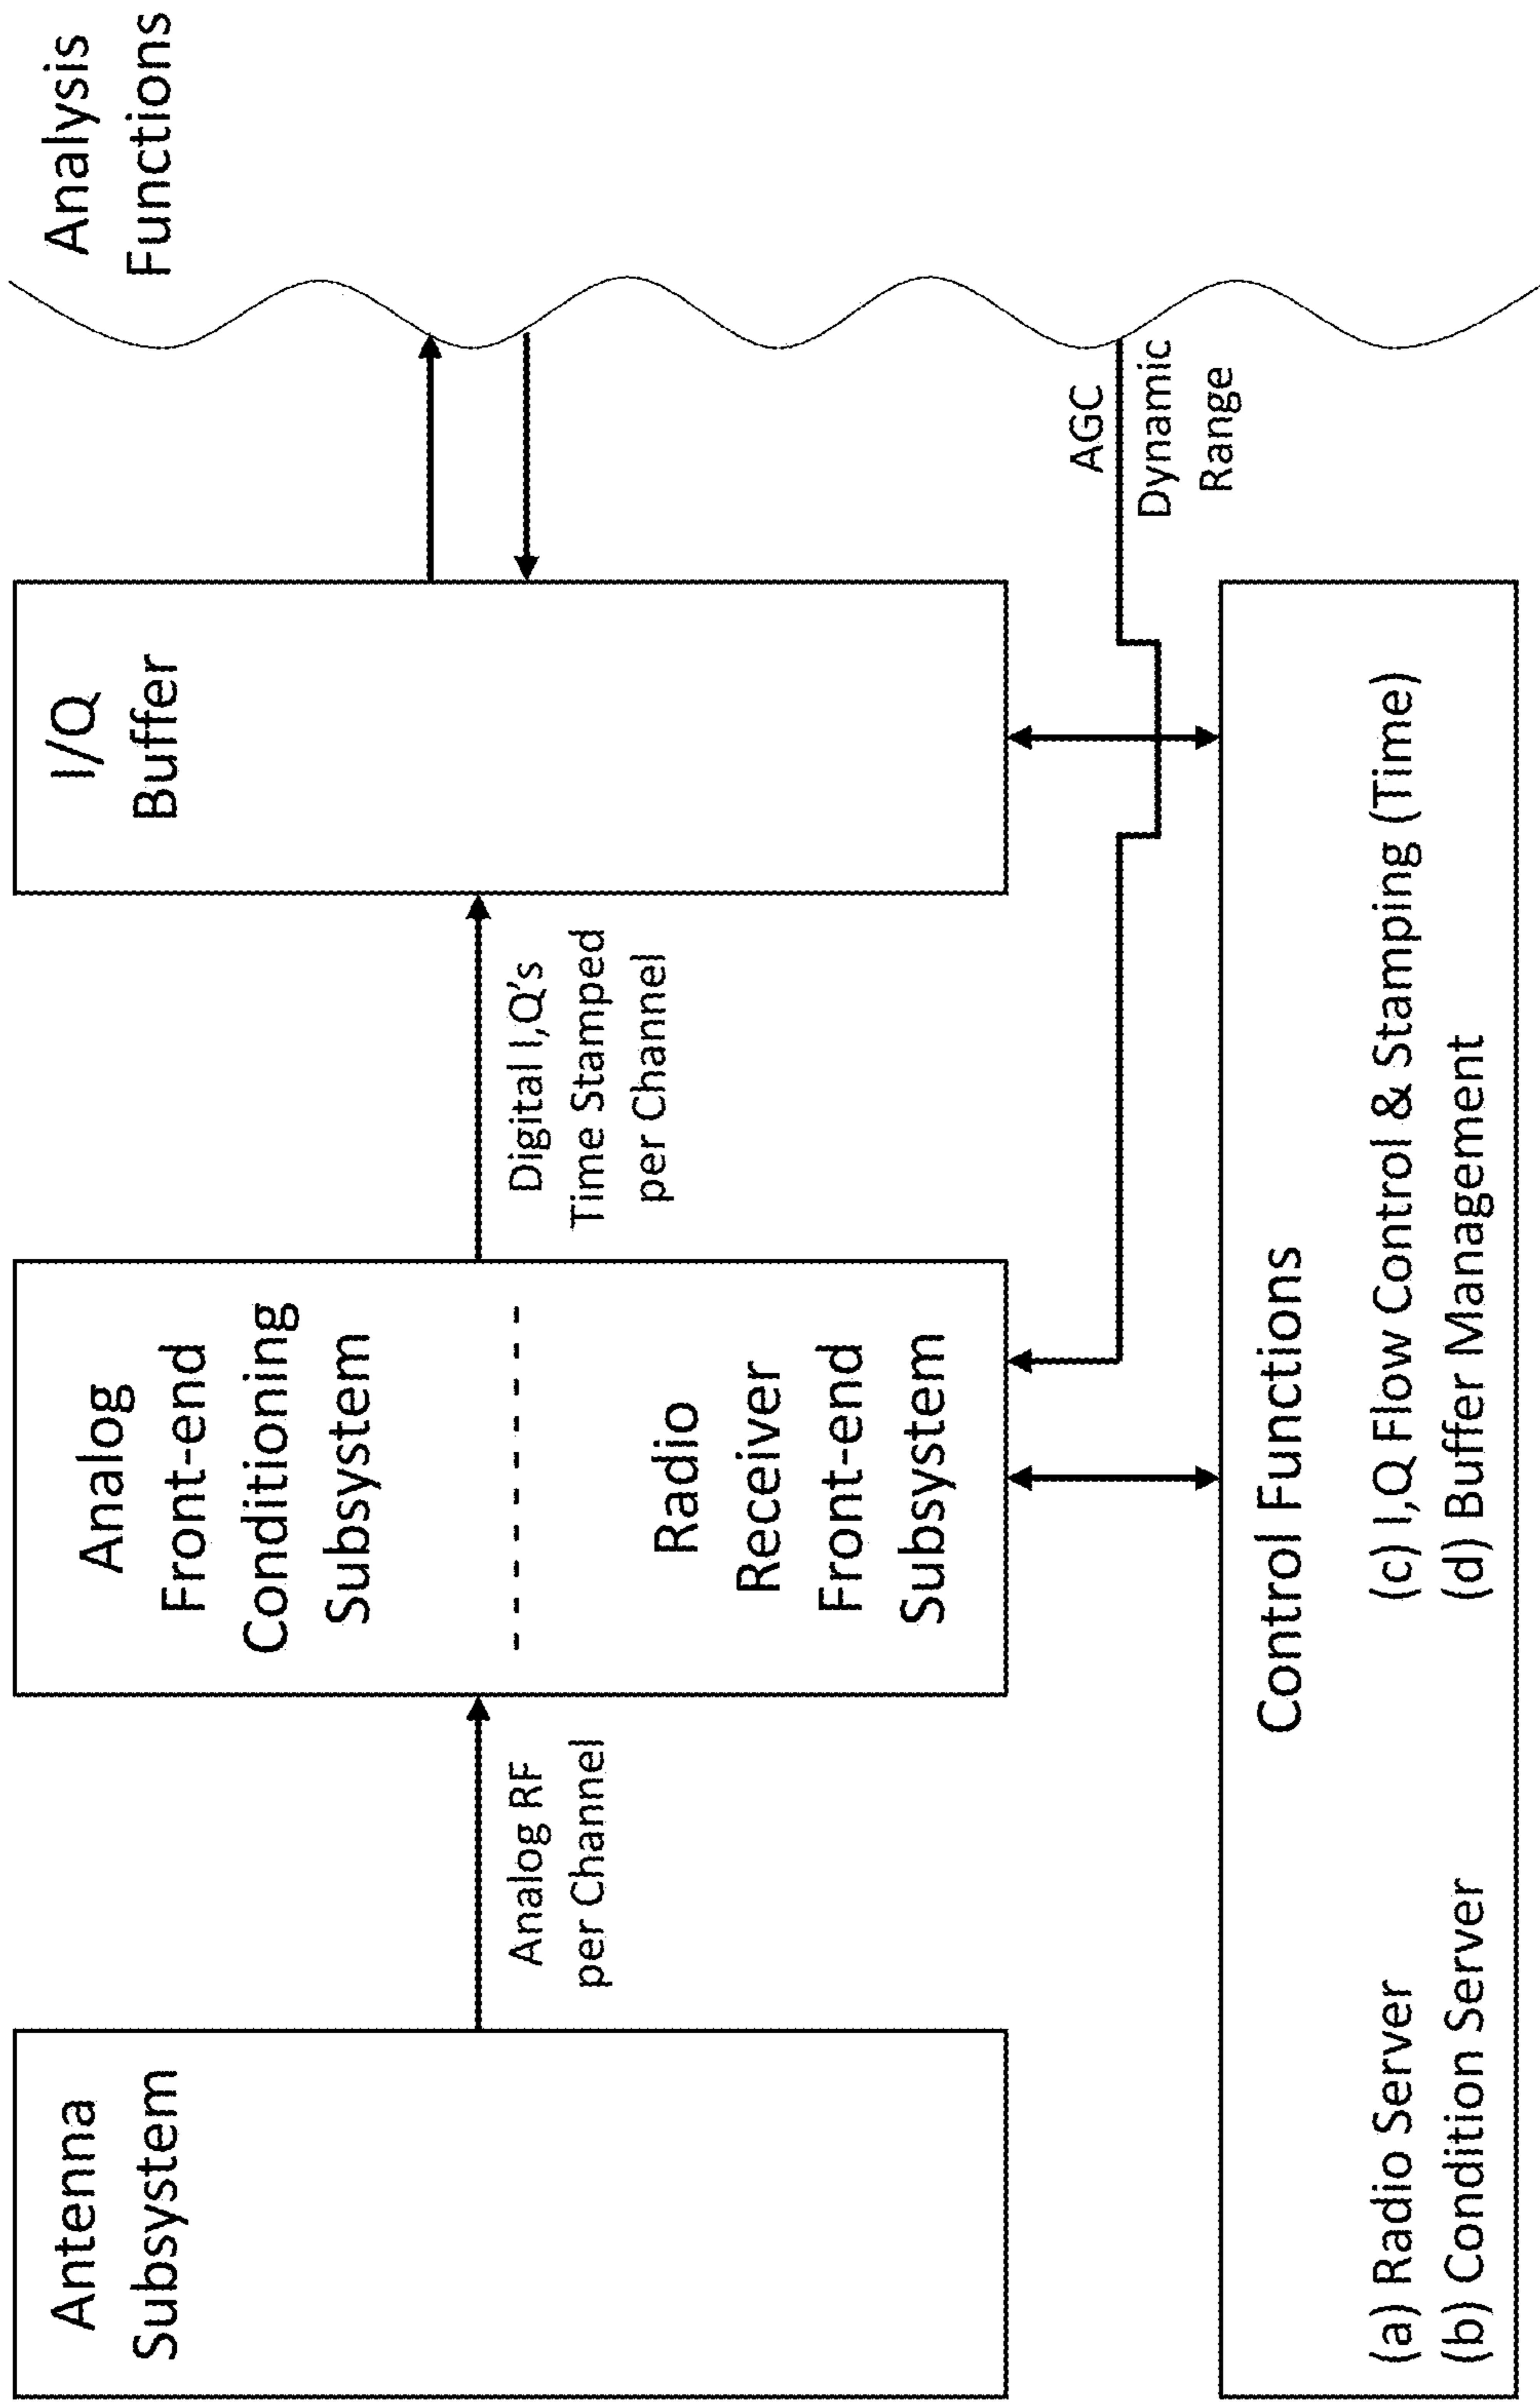 Antenna
Subsystem
Analog RF
per Channel
Analog
Front-end
Conditioning
Subsystem
Radio
Receiver
Front-end
Subsystem
Digital I,Q's
Time Stamped
per Channel
I/Q
Buffer
Analysis
Functions
AGC
Dynamic
Range
Control Functions
(a) Radio Server
(b) Condition Server
(c) I,Q Flow Control & Stamping (Time)
(d) Buffer Management